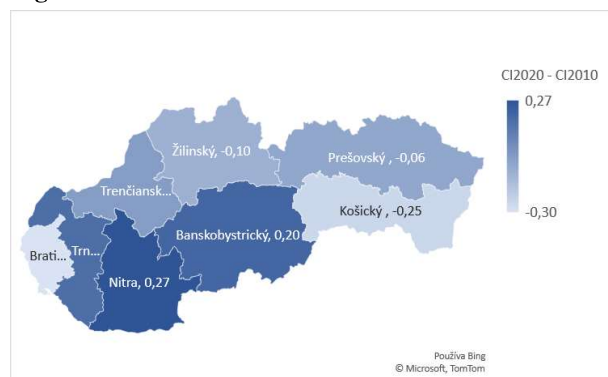 CI2020 - CI2010
0,27
-0,30
Žilinský, -0,10
Prešovský , -0,06
Trenčiansk...
Košický , -0,25
Banskobystrický, 0,20
Brati...
Trn...
Nitra, 0,27
Používa Bing
© Microsoft, TomTom